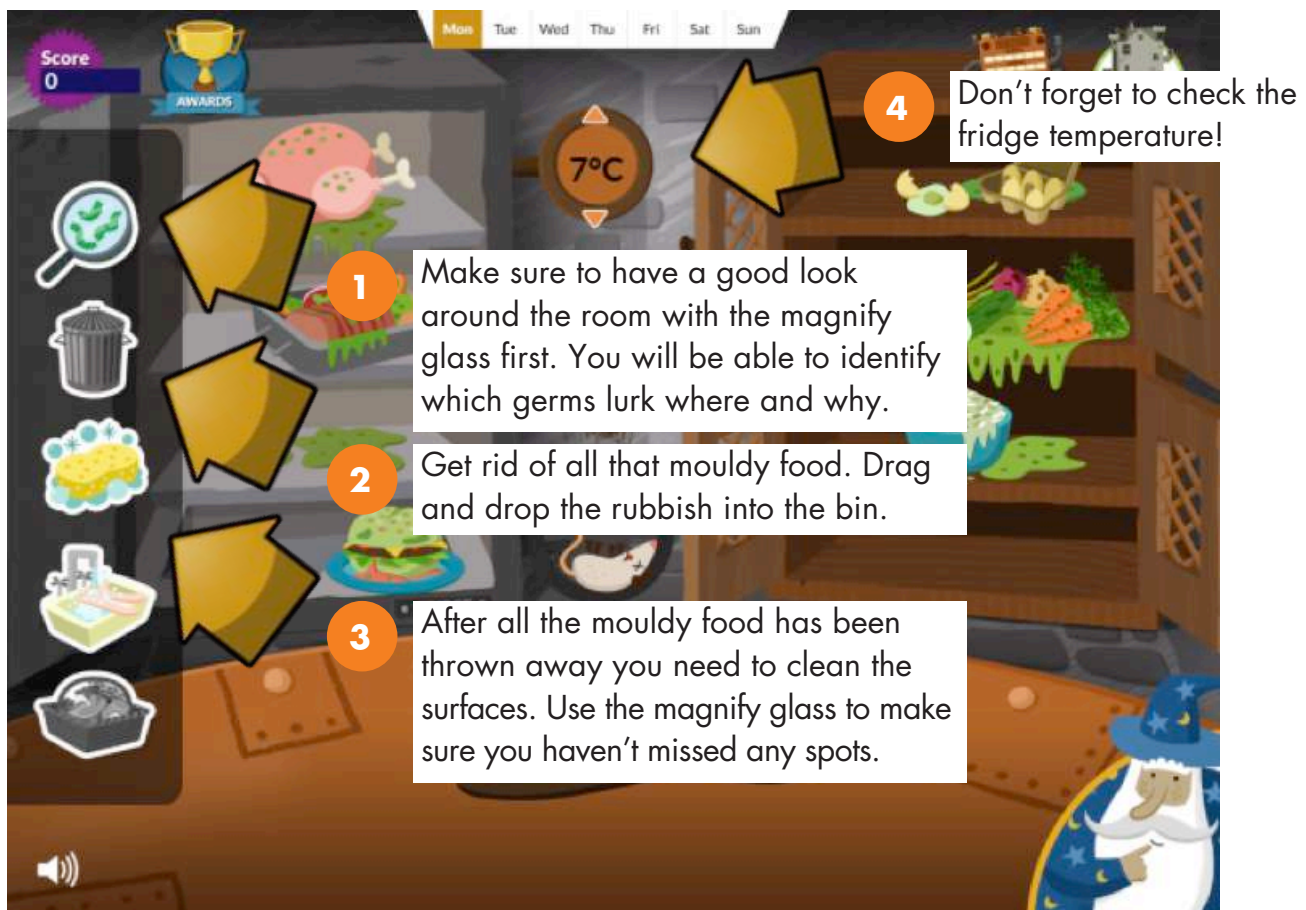 Mon Tue Wed Thu Fri Sat Sun
Score
0
AWARDS
4
Don't forget to check the
fridge temperature!
7°C
1
Make sure to have a good look
around the room with the magnify
glass first. You will be able to identify
which germs lurk where and why.
2
Get rid of all that mouldy food. Drag
and drop the rubbish into the bin.
3
After all the mouldy food has been
thrown away you need to clean the
surfaces. Use the magnify glass to make
sure you haven't missed any spots.